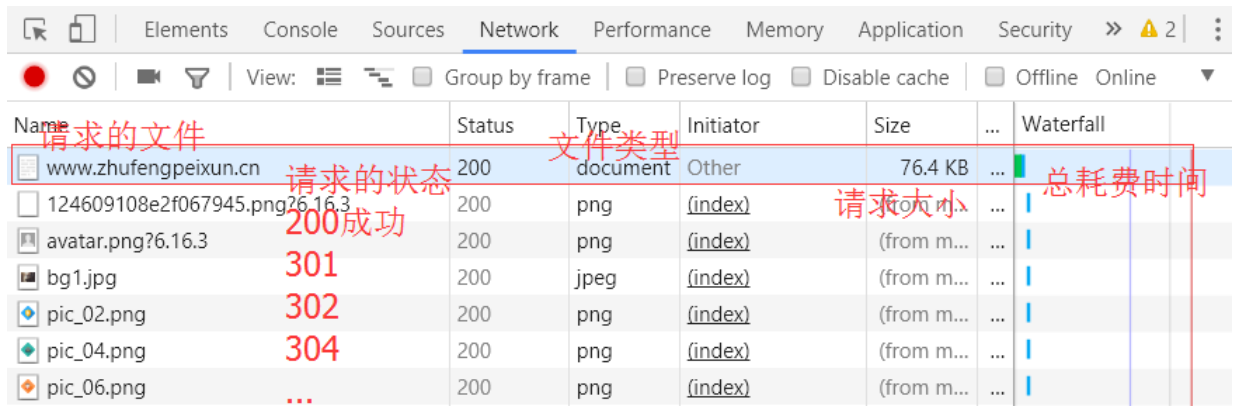 Elements Console Sources Network Performance Memory Application Security » 2
View: Group by frame Preserve log Disable cache Offline Online
Name Status Type Initiator Size ... Waterfall
请求的文件 文件类型
www.zhufengpeixun.cn 200 document Other 76.4 KB ...
请求的状态 请求大小 总耗费时间
124609108e2f067945.png?6.16.3 200 png (index) (from m... ...
200成功
avatar.png?6.16.3 200 png (index) (from m... ...
301
bg1.jpg 200 jpeg (index) (from m... ...
302
pic_02.png 200 png (index) (from m... ...
304
pic_04.png 200 png (index) (from m... ...
pic_06.png 200 png (index) (from m... ...
...